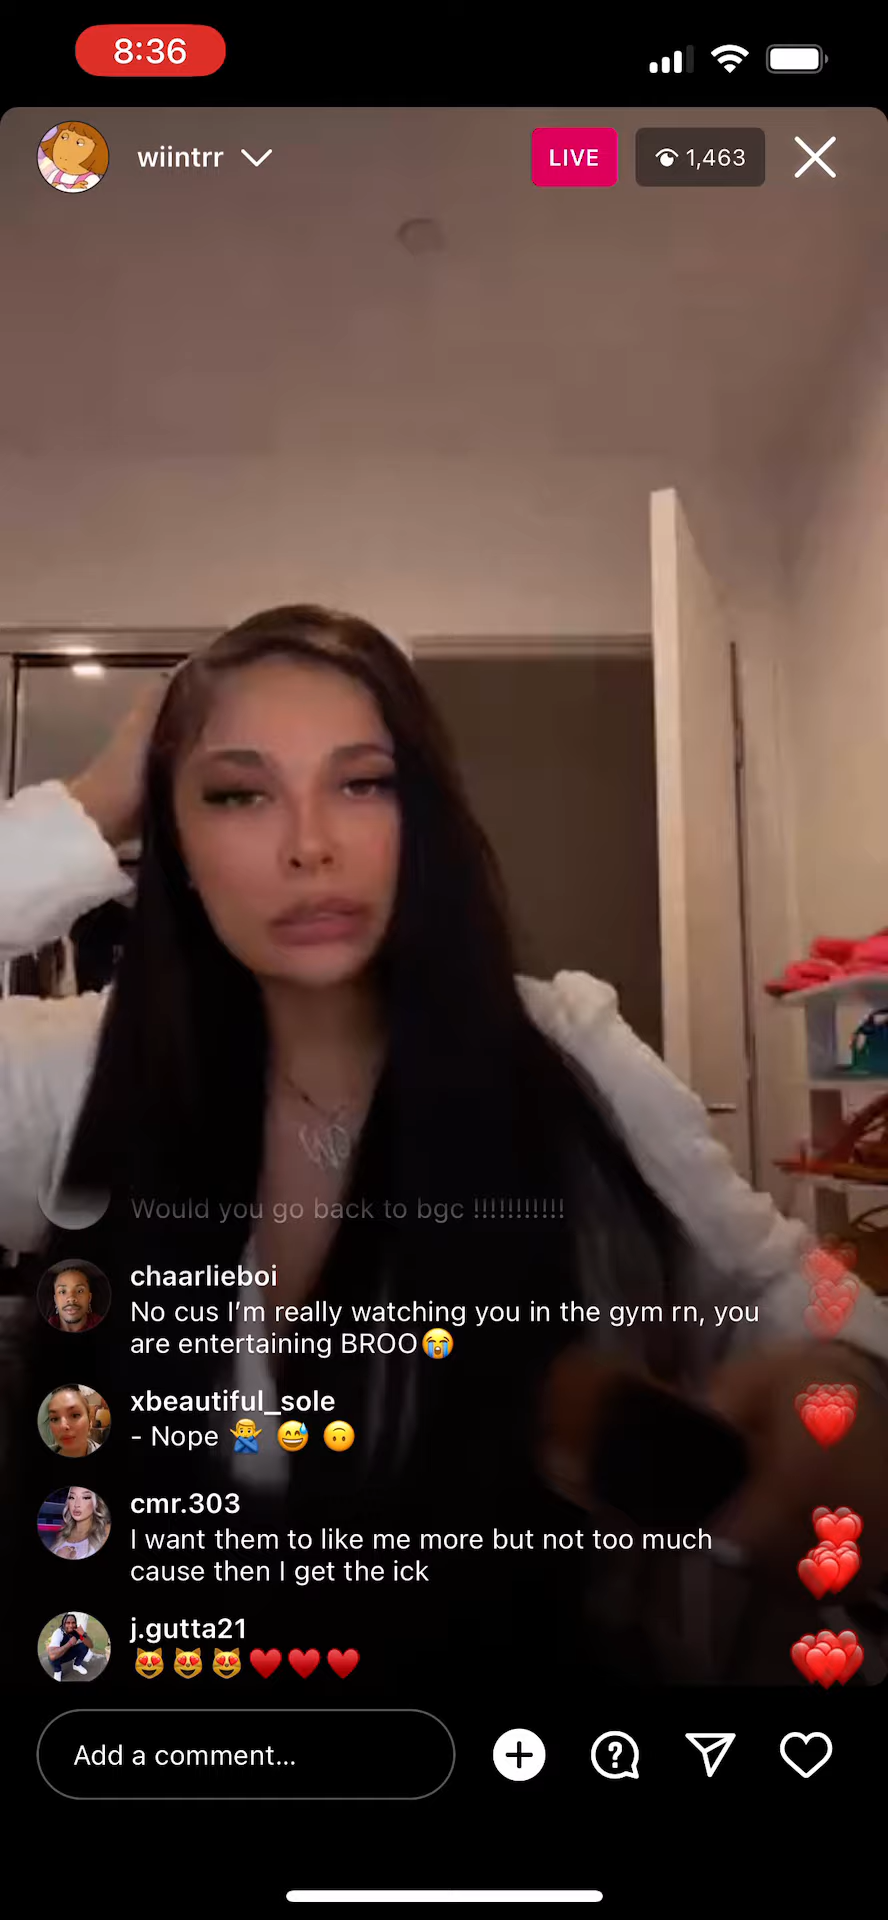 8:36
wiintrr
LIVE
1,463
Would you go back to bgc !!!!!!!!!!!
chaarlieboi
No cus I’m really watching you in the gym rn, you
are entertaining BROO😭
xbeautiful_sole
- Nope 🙅‍♂️ 😅 🙃
cmr.303
I want them to like me more but not too much
cause then I get the ick
j.gutta21
😻😻😻♥️♥️♥️
Add a comment...